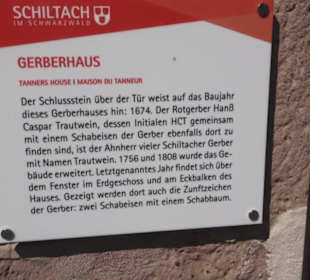 SCHILTACH
IM SCHWARZWALD
GERBERHAUS
TANNERS HOUSE I MAISON DU TANNEUR
Der Schlussstein über der Tür weist auf das Baujahr
dieses Gerberhauses hin: 1674. Der Rotgerber Hanß
Caspar Trautwein, dessen Initialen HCT gemeinsam
mit einem Schabeisen der Gerber ebenfalls dort zu
finden sind, ist der Ahnherr vieler Schiltacher Gerber
mit Namen Trautwein. 1756 und 1808 wurde das Ge-
bäude erweitert. Letztgenanntes Jahr findet sich über
dem Fenster im Erdgeschoss und am Eckbalken des
Hauses. Gezeigt werden dort auch die Zunftzeichen
der Gerber: zwei Schabeisen mit einem Schabbaum.